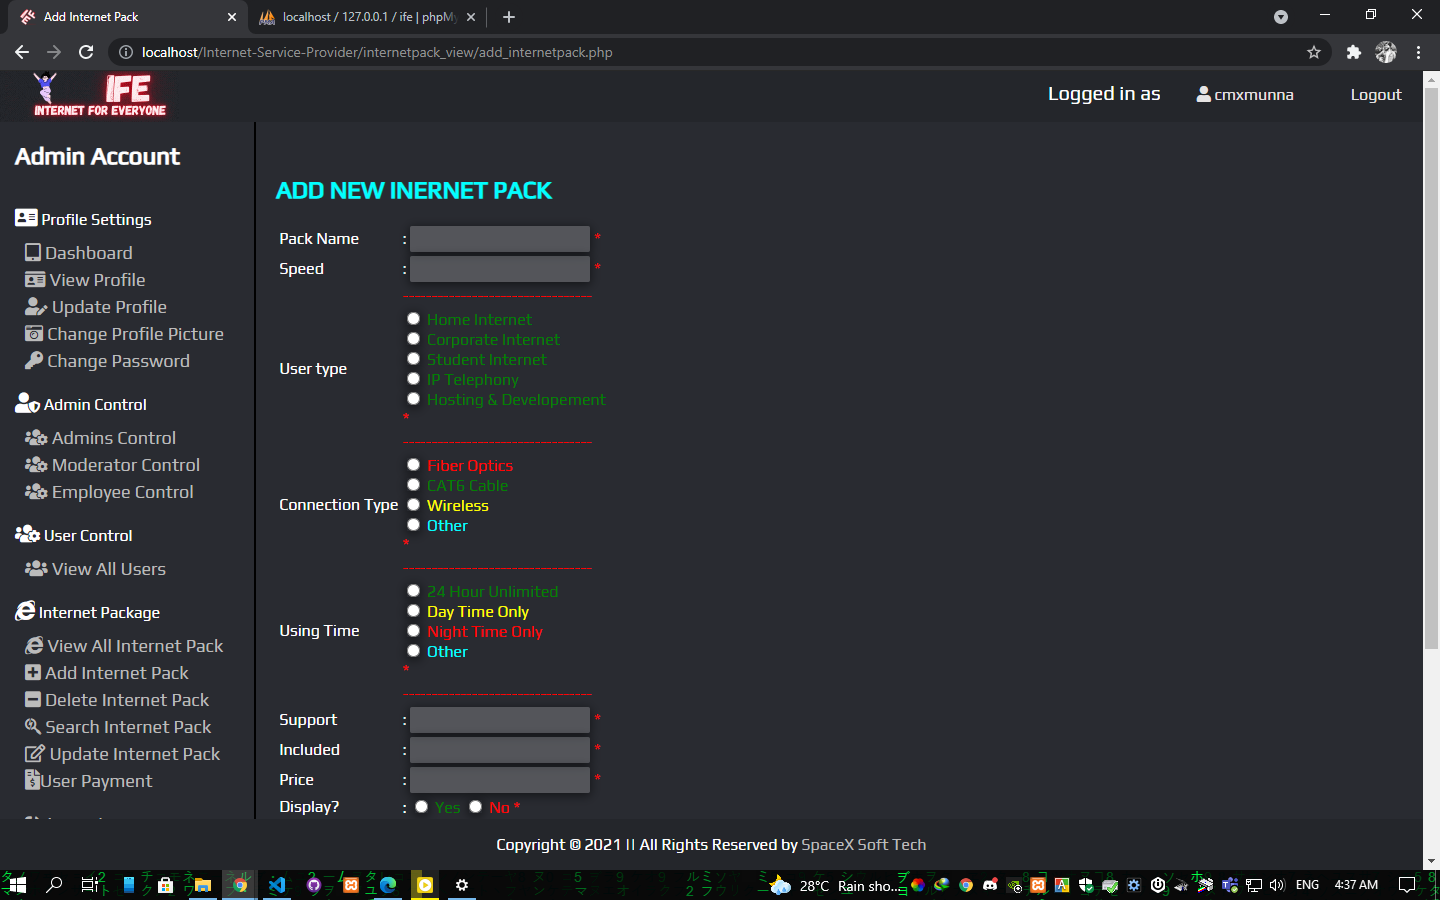 Add Internet Pack
localhost / 127.0.0.1 / ife | phpMy
localhost/Internet-Service-Provider/internetpack_view/add_internetpack.php
IFE
INTERNET FOR EVERYONE
Logged in as
cmxmunna
Logout
Admin Account
Profile Settings
Dashboard
View Profile
Update Profile
Change Profile Picture
Change Password
Admin Control
Admins Control
Moderator Control
Employee Control
User Control
View All Users
Internet Package
View All Internet Pack
Add Internet Pack
Delete Internet Pack
Search Internet Pack
Update Internet Pack
User Payment
ADD NEW INERNET PACK
Pack Name : *
Speed : *
--------------------------------
User type
Home Internet
Corporate Internet
Student Internet
IP Telephony
Hosting & Developement
*
--------------------------------
Connection Type
Fiber Optics
CAT6 Cable
Wireless
Other
*
--------------------------------
Using Time
24 Hour Unlimited
Day Time Only
Night Time Only
Other
*
--------------------------------
Support : *
Included : *
Price : *
Display? : Yes No *
Copyright © 2021 || All Rights Reserved by SpaceX Soft Tech
28°C Rain sho...
ENG
4:37 AM